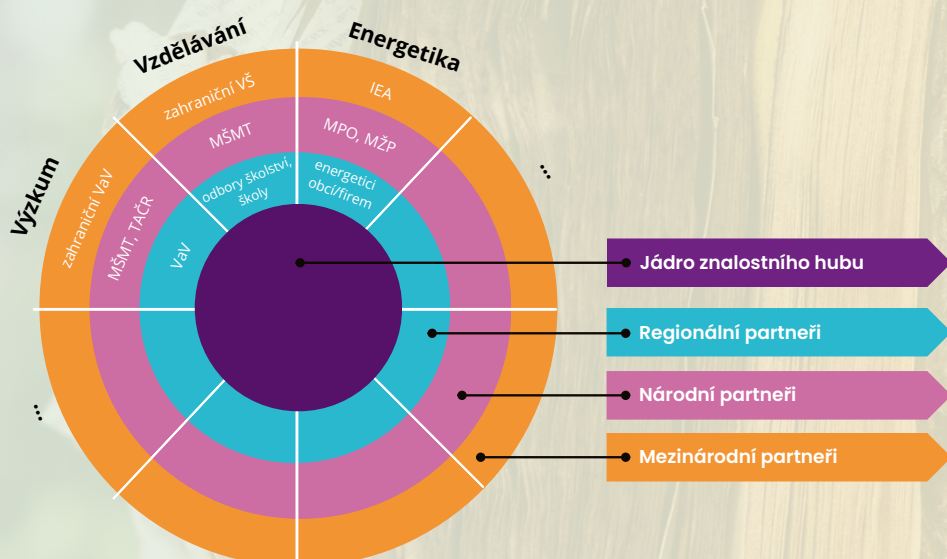 Vzdělávání
Energetika
Výzkum
zahraniční VŠ
IEA
zahraniční VaV
MŠMT
MPO, MŽP
MŠMT, TAČR
odbory školství,
školy
energetici
obcí/firem
VaV
...
...
Jádro znalostního hubu
Regionální partneři
Národní partneři
Mezinárodní partneři